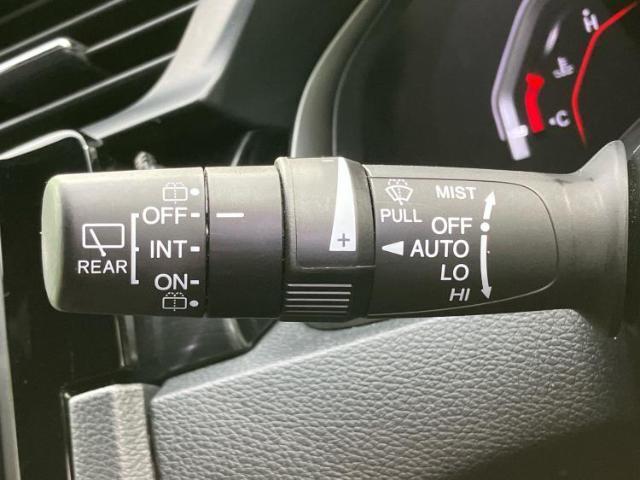 REAR
OFF
INT
ON
- +
PULL
MIST
OFF
AUTO
LO
HI
H
C